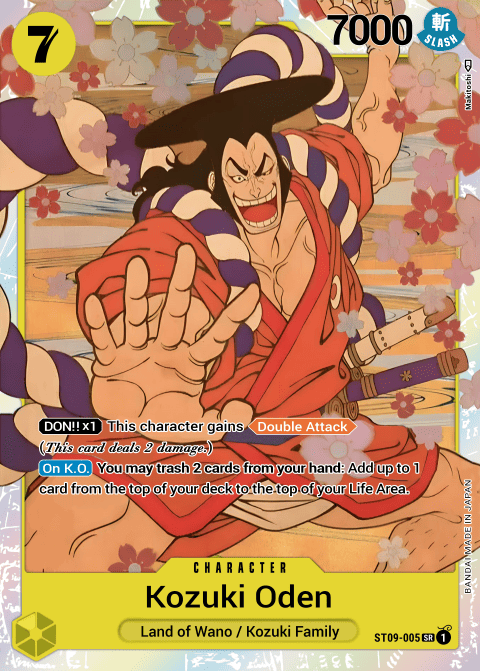 7
7000
斬
SLASH
Makitoshi
DON!!×1 This character gains Double Attack
(This card deals 2 damage.)
On K.O. You may trash 2 cards from your hand: Add up to 1
card from the top of your deck to the top of your Life Area.
BANDAI MADE IN JAPAN
CHARACTER
Kozuki Oden
Land of Wano / Kozuki Family
ST09-005 SR 1